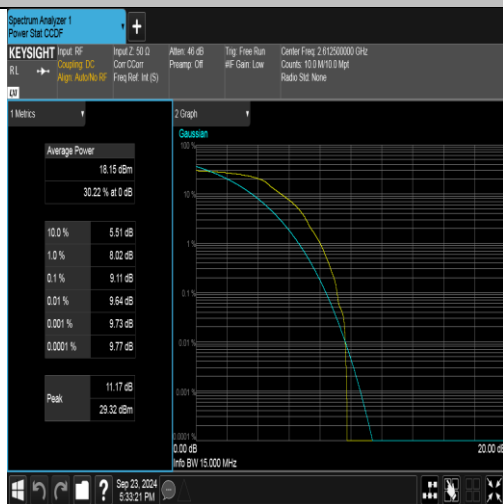 Spectrum Analyzer 1
Power Stat CCDF
+
KEYSIGHT
RL
LXI
Input: RF
Coupling: DC
Align: Auto/No RF
Input Z: 50 Ω
Corr CCorr
Freq Ref: Int (S)
Atten: 46 dB
Preamp: Off
Trig: Free Run
#IF Gain: Low
Center Freq: 2.612500000 GHz
Counts: 10.0 M/10.0 Mpt
Radio Std: None
1 Metrics
Average Power
18.15 dBm
30.22 % at 0 dB
10.0 % 5.51 dB
1.0 % 8.02 dB
0.1 % 9.11 dB
0.01 % 9.64 dB
0.001 % 9.73 dB
0.0001 % 9.77 dB
Peak
11.17 dB
29.32 dBm
2 Graph
Gaussian
100 %
10 %
1 %
0.1 %
0.01 %
0.001 %
0.0001 %
0.00 dB
20.00 dB
Info BW 15.000 MHz
?
Sep 23, 2024
5:33:21 PM